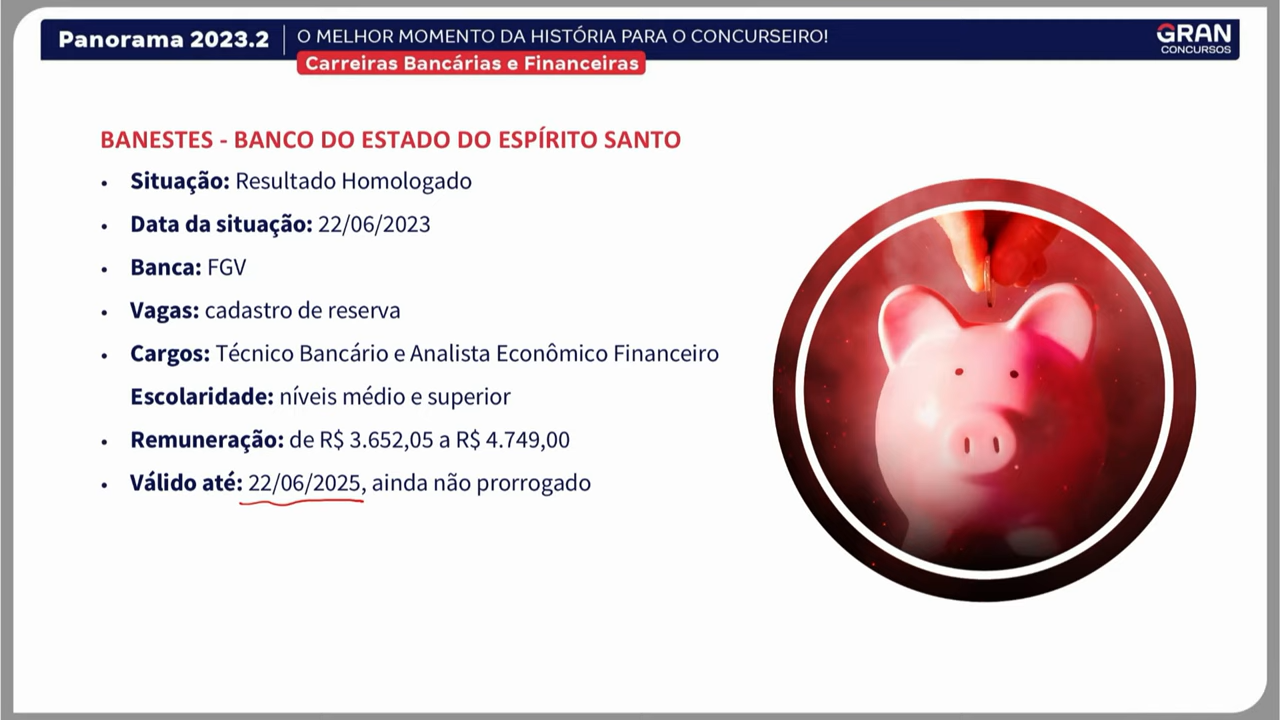 Panorama 2023.2
O MELHOR MOMENTO DA HISTÓRIA PARA O CONCURSEIRO!
Carreiras Bancárias e Financeiras
GRAN
CONCURSOS
BANESTES - BANCO DO ESTADO DO ESPÍRITO SANTO
• Situação: Resultado Homologado
• Data da situação: 22/06/2023
• Banca: FGV
• Vagas: cadastro de reserva
• Cargos: Técnico Bancário e Analista Econômico Financeiro
Escolaridade: níveis médio e superior
• Remuneração: de R$ 3.652,05 a R$ 4.749,00
• Válido até: 22/06/2025, ainda não prorrogado